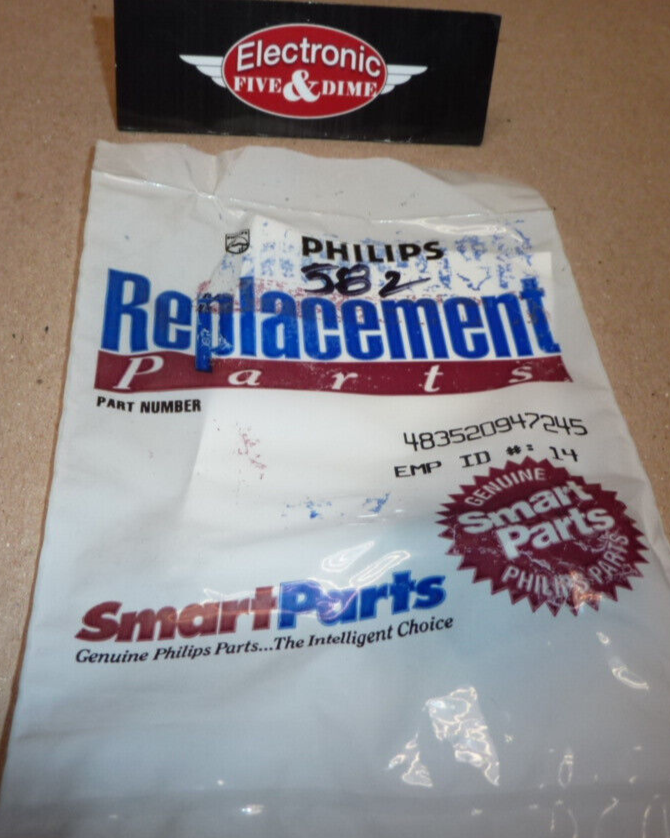 Electronic
FIVE & DIME
PHILIPS
582
Replacement
Parts
PART NUMBER
483520947245
EMP ID #: 14
GENUINE
Smart
Parts
PHILIPS PARTS
SmartParts
Genuine Philips Parts...The Intelligent Choice